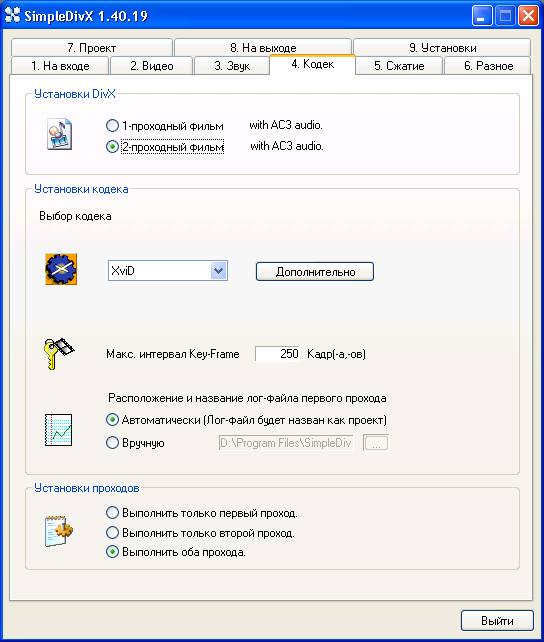 SimpleDivX 1.40.19
7. Проект 8. На выходе 9. Установки
1. На входе 2. Видео 3. Звук 4. Кодек 5. Сжатие 6. Разное
Установки DivX
1-проходный фильм with AC3 audio.
2-проходный фильм with AC3 audio.
Установки кодека
Выбор кодека
XviD Дополнительно
Макс. интервал Key-Frame 250 Кадр(-а,-ов)
Расположение и название лог-файла первого прохода
Автоматически (Лог-файл будет назван как проект)
Вручную D:\Program Files\SimpleDiv ...
Установки проходов
Выполнить только первый проход.
Выполнить только второй проход.
Выполнить оба прохода.
Выйти